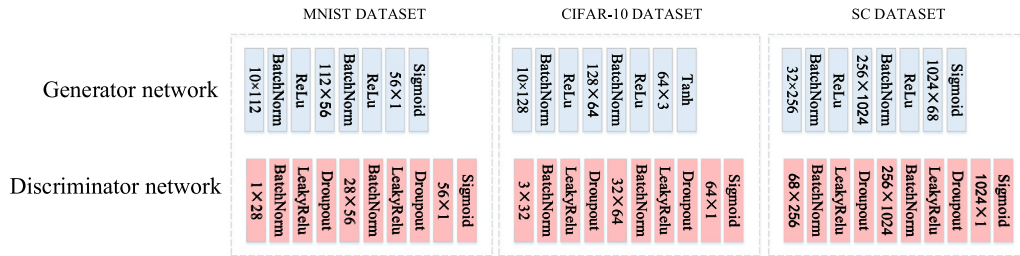 MNIST DATASET
CIFAR-10 DATASET
SC DATASET
Generator network
10×112
BatchNorm
ReLu
112×56
BatchNorm
ReLu
56×1
Sigmoid
10×128
BatchNorm
ReLu
128×64
BatchNorm
ReLu
64×3
Tanh
32×256
BatchNorm
ReLu
256×1024
BatchNorm
ReLu
1024×68
Sigmoid
Discriminator network
1×28
BatchNorm
LeakyRelu
Droupout
28×56
BatchNorm
LeakyRelu
Droupout
56×1
Sigmoid
3×32
BatchNorm
LeakyRelu
Droupout
32×64
BatchNorm
LeakyRelu
Droupout
64×1
Sigmoid
68×256
BatchNorm
LeakyRelu
Droupout
256×1024
BatchNorm
LeakyRelu
Droupout
1024×1
Sigmoid